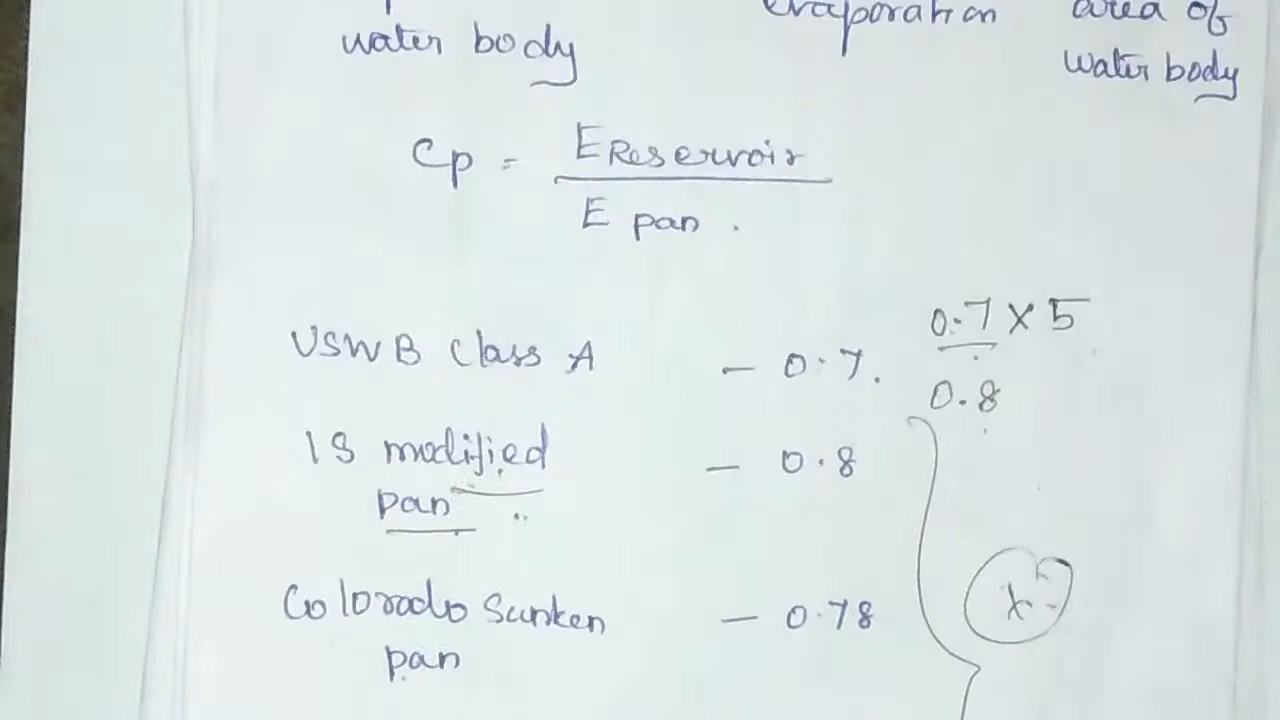 evaporation area of
water body water body
Cp = E Reservoir
E pan .
USWB Class A - 0.7. 0.7 x 5
0.8
IS modified - 0.8
pan
x
Colorado Sunken - 0.78
pan